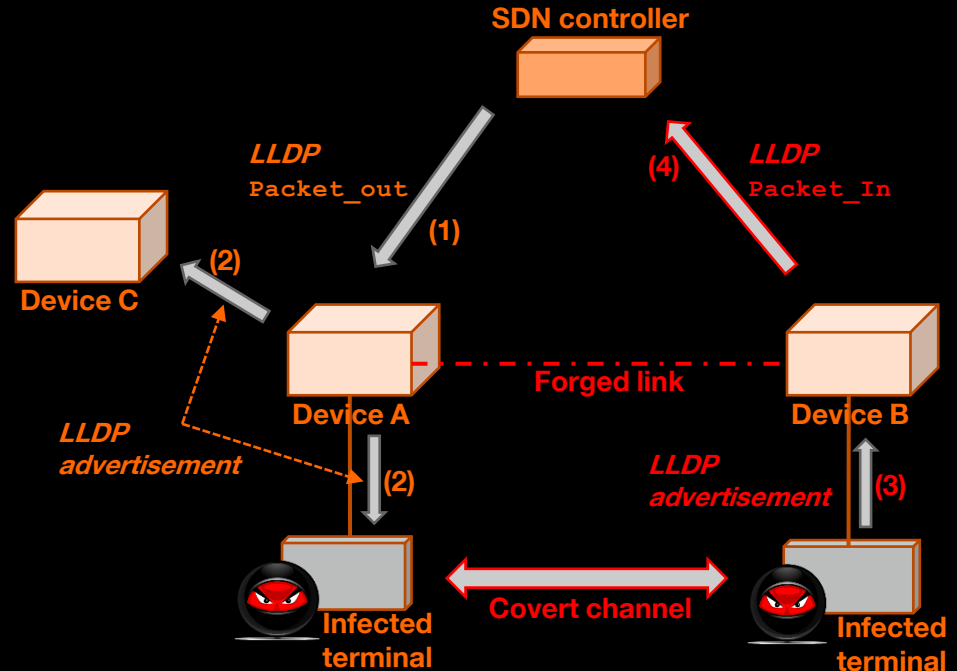 SDN controller
LLDP
Packet_out
(1)
(4)
LLDP
Packet_In
(2)
Device C
Forged link
Device A
Device B
LLDP
advertisement
(2)
LLDP
advertisement
(3)
Covert channel
Infected
terminal
Infected
terminal